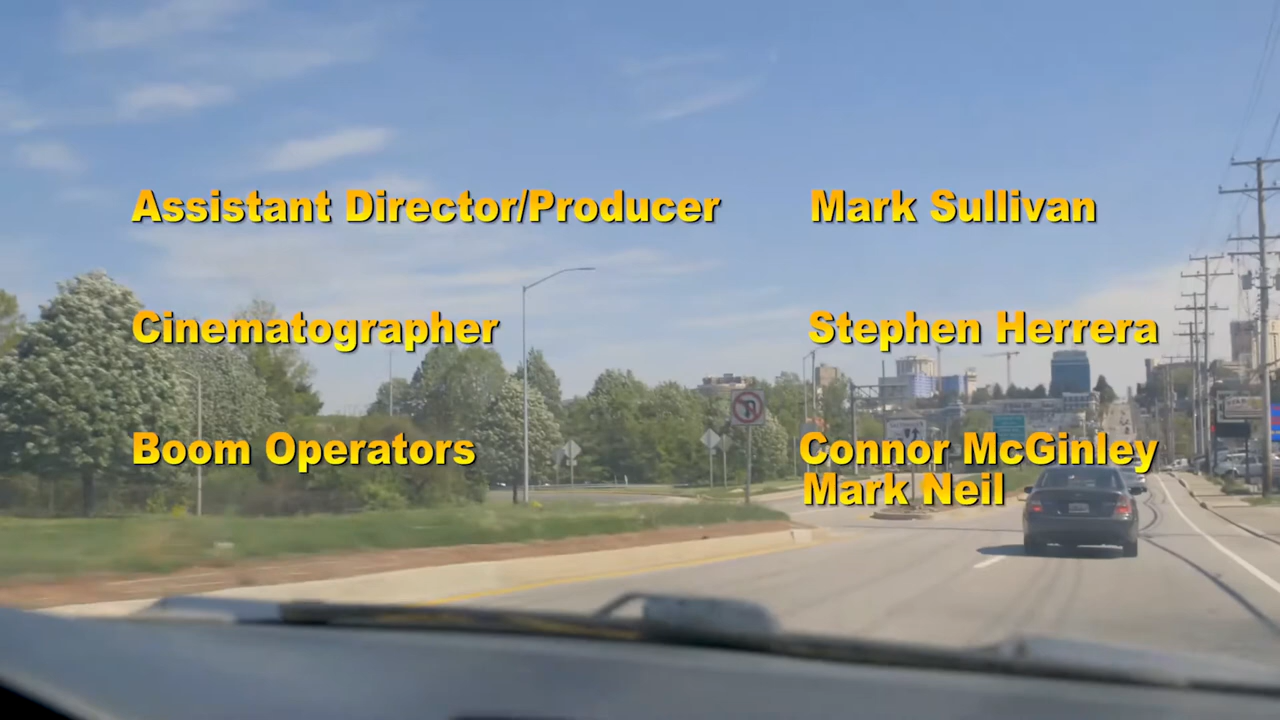 Assistant Director/Producer Mark Sullivan
Cinematographer Stephen Herrera
Boom Operators Connor McGinley
Mark Neil